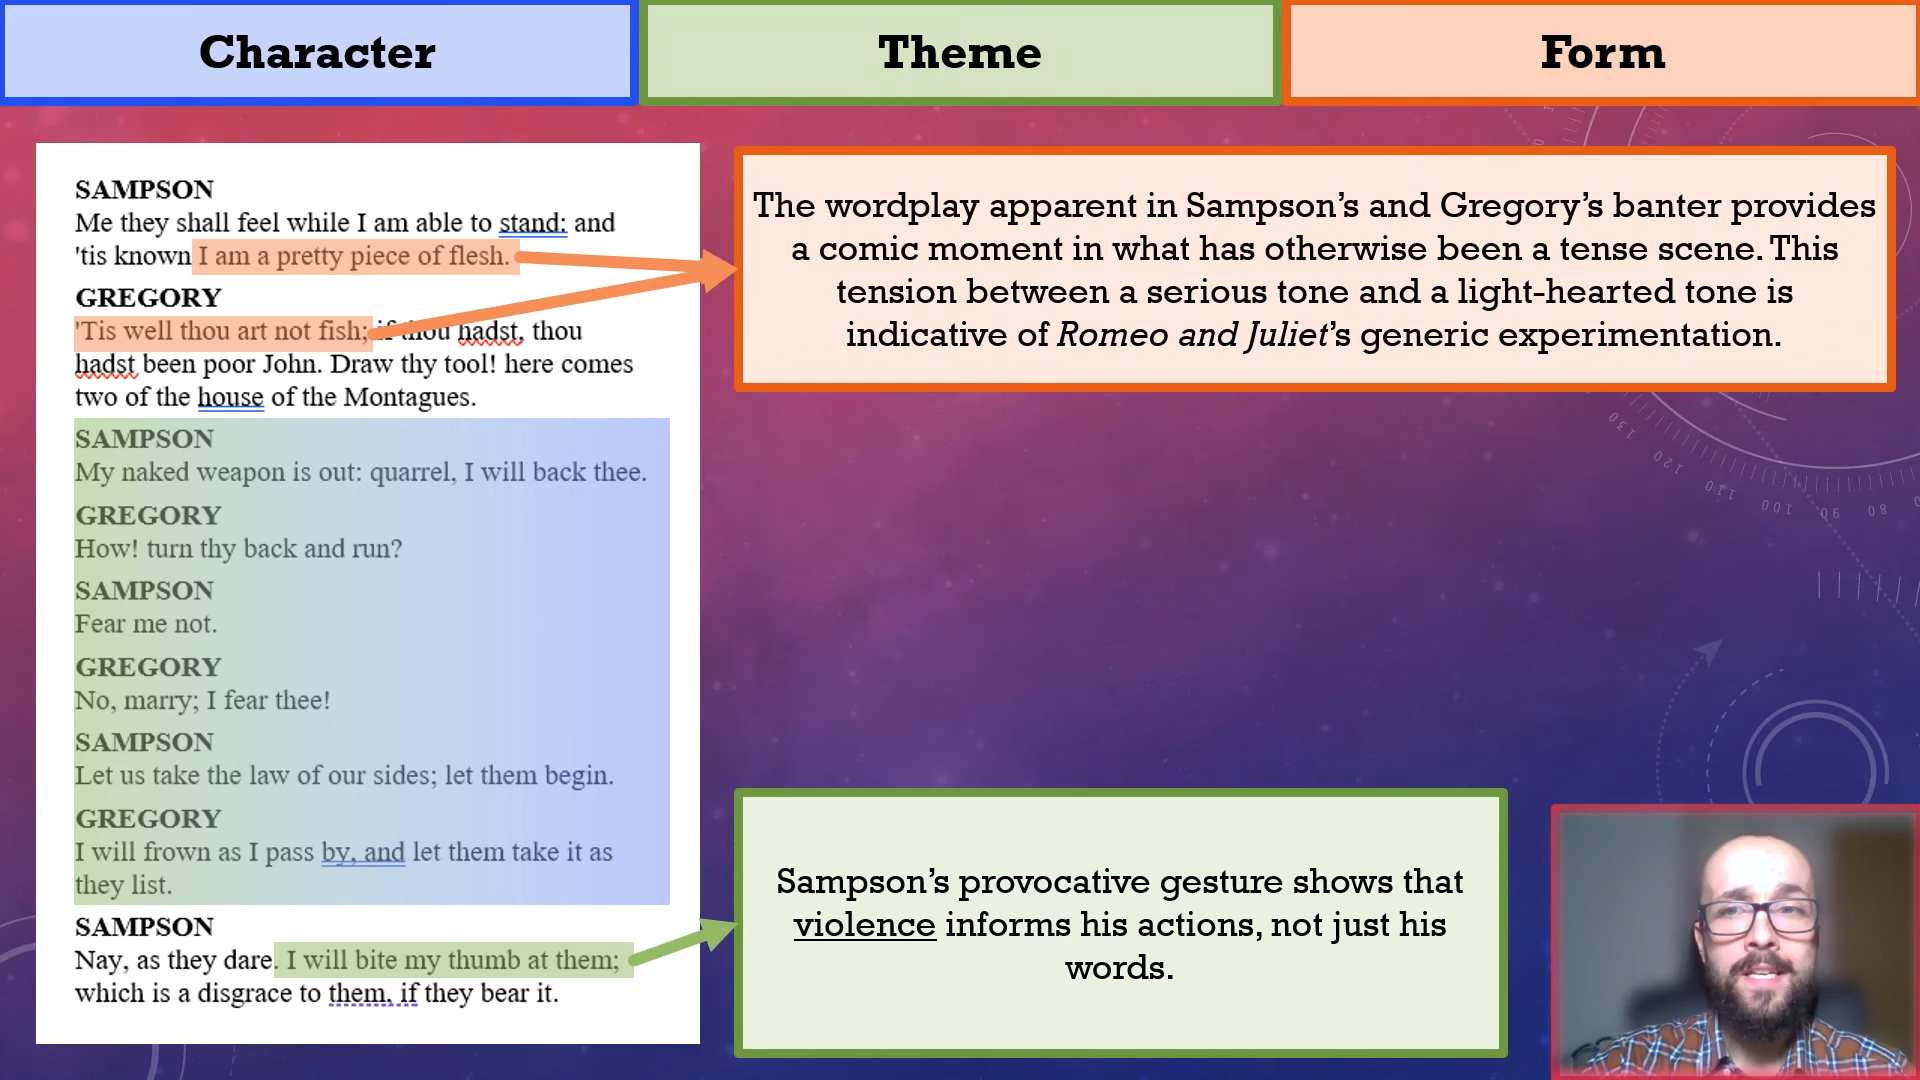 Character
Theme
Form
SAMPSON
Me they shall feel while I am able to stand: and
'tis known I am a pretty piece of flesh.
GREGORY
'Tis well thou art not fish; if thou hadst, thou
hadst been poor John. Draw thy tool! here comes
two of the house of the Montagues.
SAMPSON
My naked weapon is out: quarrel, I will back thee.
GREGORY
How! turn thy back and run?
SAMPSON
Fear me not.
GREGORY
No, marry; I fear thee!
SAMPSON
Let us take the law of our sides; let them begin.
GREGORY
I will frown as I pass by, and let them take it as
they list.
SAMPSON
Nay, as they dare. I will bite my thumb at them;
which is a disgrace to them, if they bear it.
The wordplay apparent in Sampson’s and Gregory’s banter provides
a comic moment in what has otherwise been a tense scene. This
tension between a serious tone and a light-hearted tone is
indicative of Romeo and Juliet’s generic experimentation.
130
120
110
100
90
80
Sampson’s provocative gesture shows that
violence informs his actions, not just his
words.